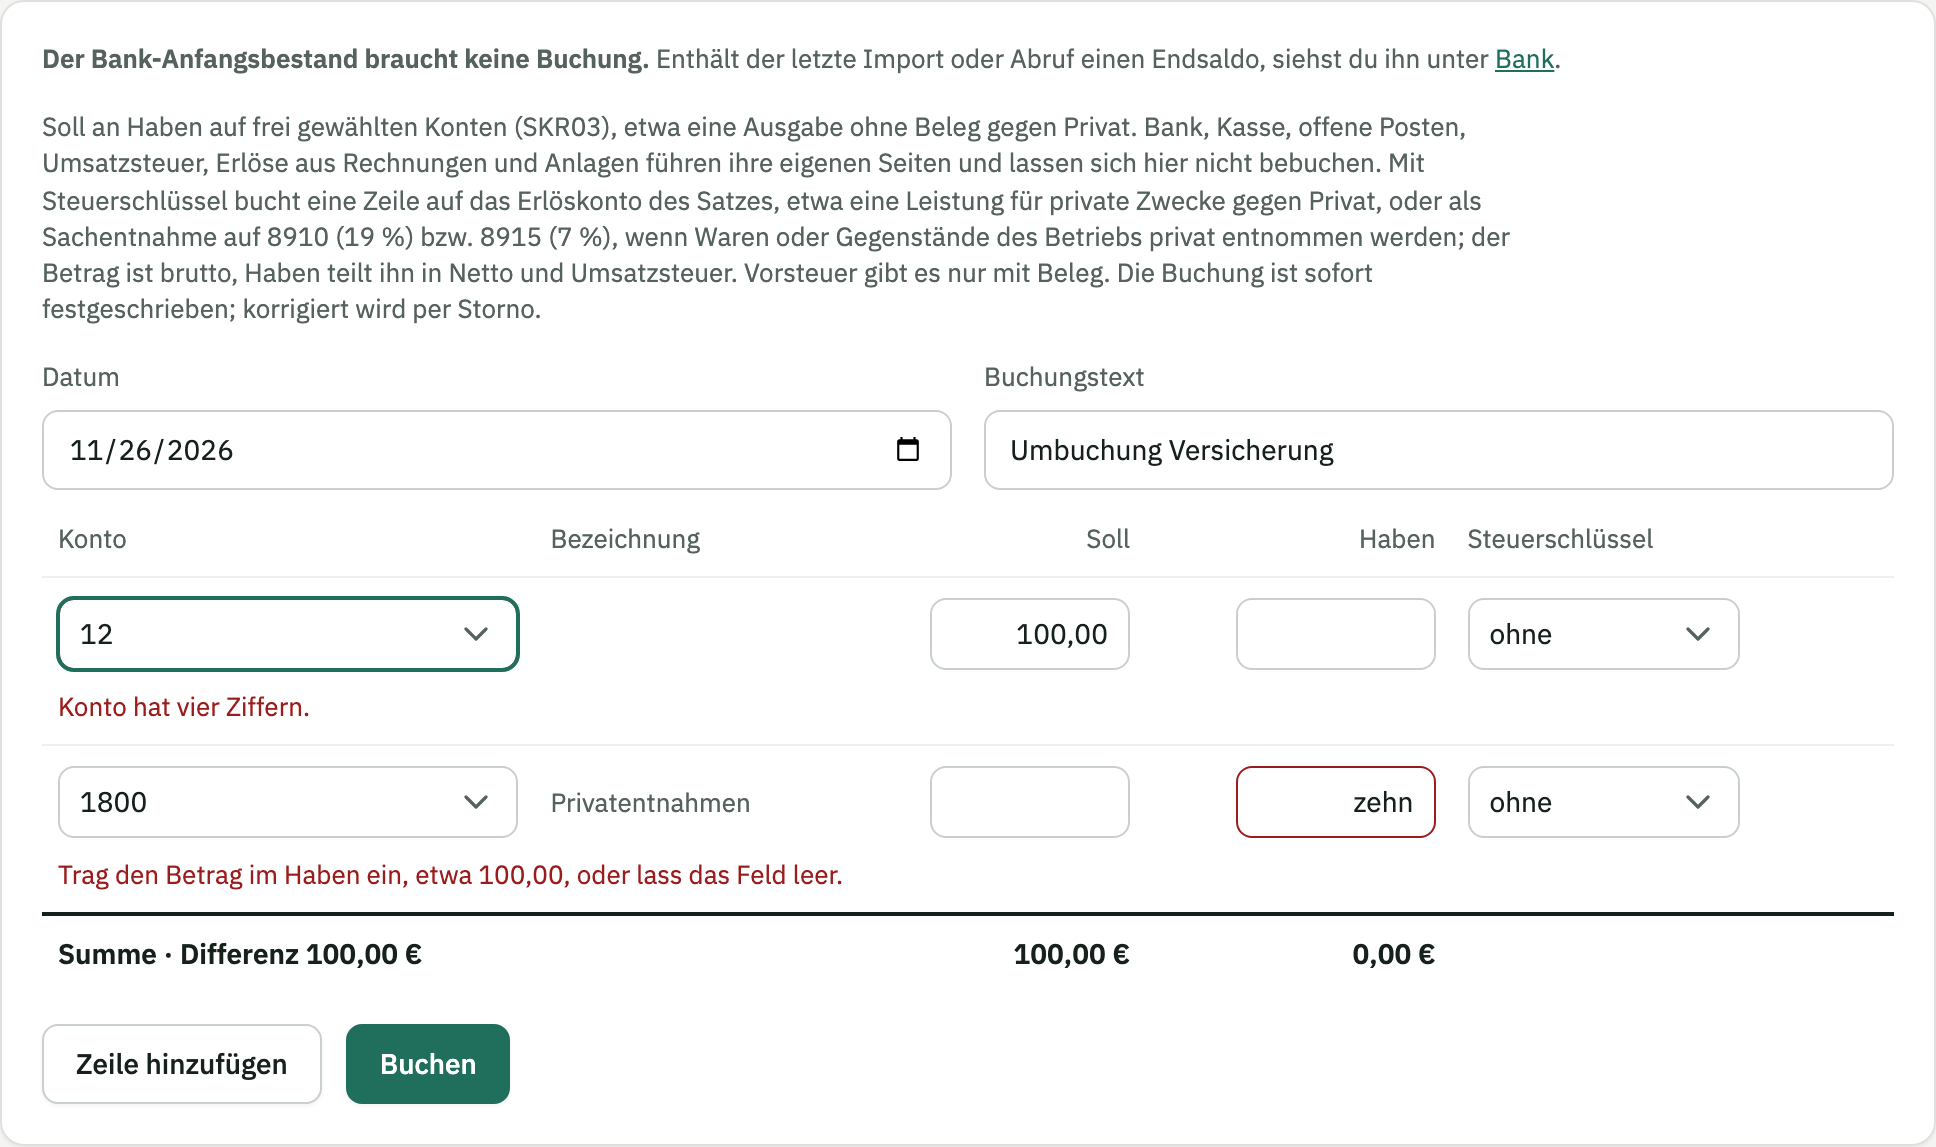 Der Bank-Anfangsbestand braucht keine Buchung. Enthält der letzte Import oder Abruf einen Endsaldo, siehst du ihn unter Bank.
Soll an Haben auf frei gewählten Konten (SKR03), etwa eine Ausgabe ohne Beleg gegen Privat. Bank, Kasse, offene Posten,
Umsatzsteuer, Erlöse aus Rechnungen und Anlagen führen ihre eigenen Seiten und lassen sich hier nicht bebuchen. Mit
Steuerschlüssel bucht eine Zeile auf das Erlöskonto des Satzes, etwa eine Leistung für private Zwecke gegen Privat, oder als
Sachentnahme auf 8910 (19 %) bzw. 8915 (7 %), wenn Waren oder Gegenstände des Betriebs privat entnommen werden; der
Betrag ist brutto, Haben teilt ihn in Netto und Umsatzsteuer. Vorsteuer gibt es nur mit Beleg. Die Buchung ist sofort
festgeschrieben; korrigiert wird per Storno.
Datum Buchungstext
11/26/2026 Umbuchung Versicherung
Konto Bezeichnung Soll Haben Steuerschlüssel
12 100,00 ohne
Konto hat vier Ziffern.
1800 Privatentnahmen zehn ohne
Trag den Betrag im Haben ein, etwa 100,00, oder lass das Feld leer.
Summe · Differenz 100,00 € 100,00 € 0,00 €
Zeile hinzufügen Buchen